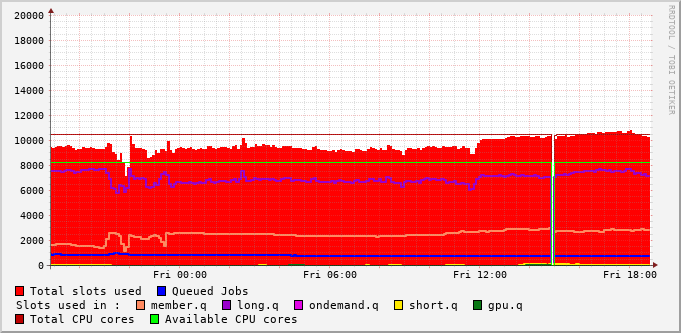 20000
18000
16000
14000
12000
10000
8000
6000
4000
2000
0
Fri 00:00 Fri 06:00 Fri 12:00 Fri 18:00
Total slots used Queued Jobs
Slots used in : member.q long.q ondemand.q short.q gpu.q
Total CPU cores Available CPU cores
RRDTOOL / TOBI OETIKER